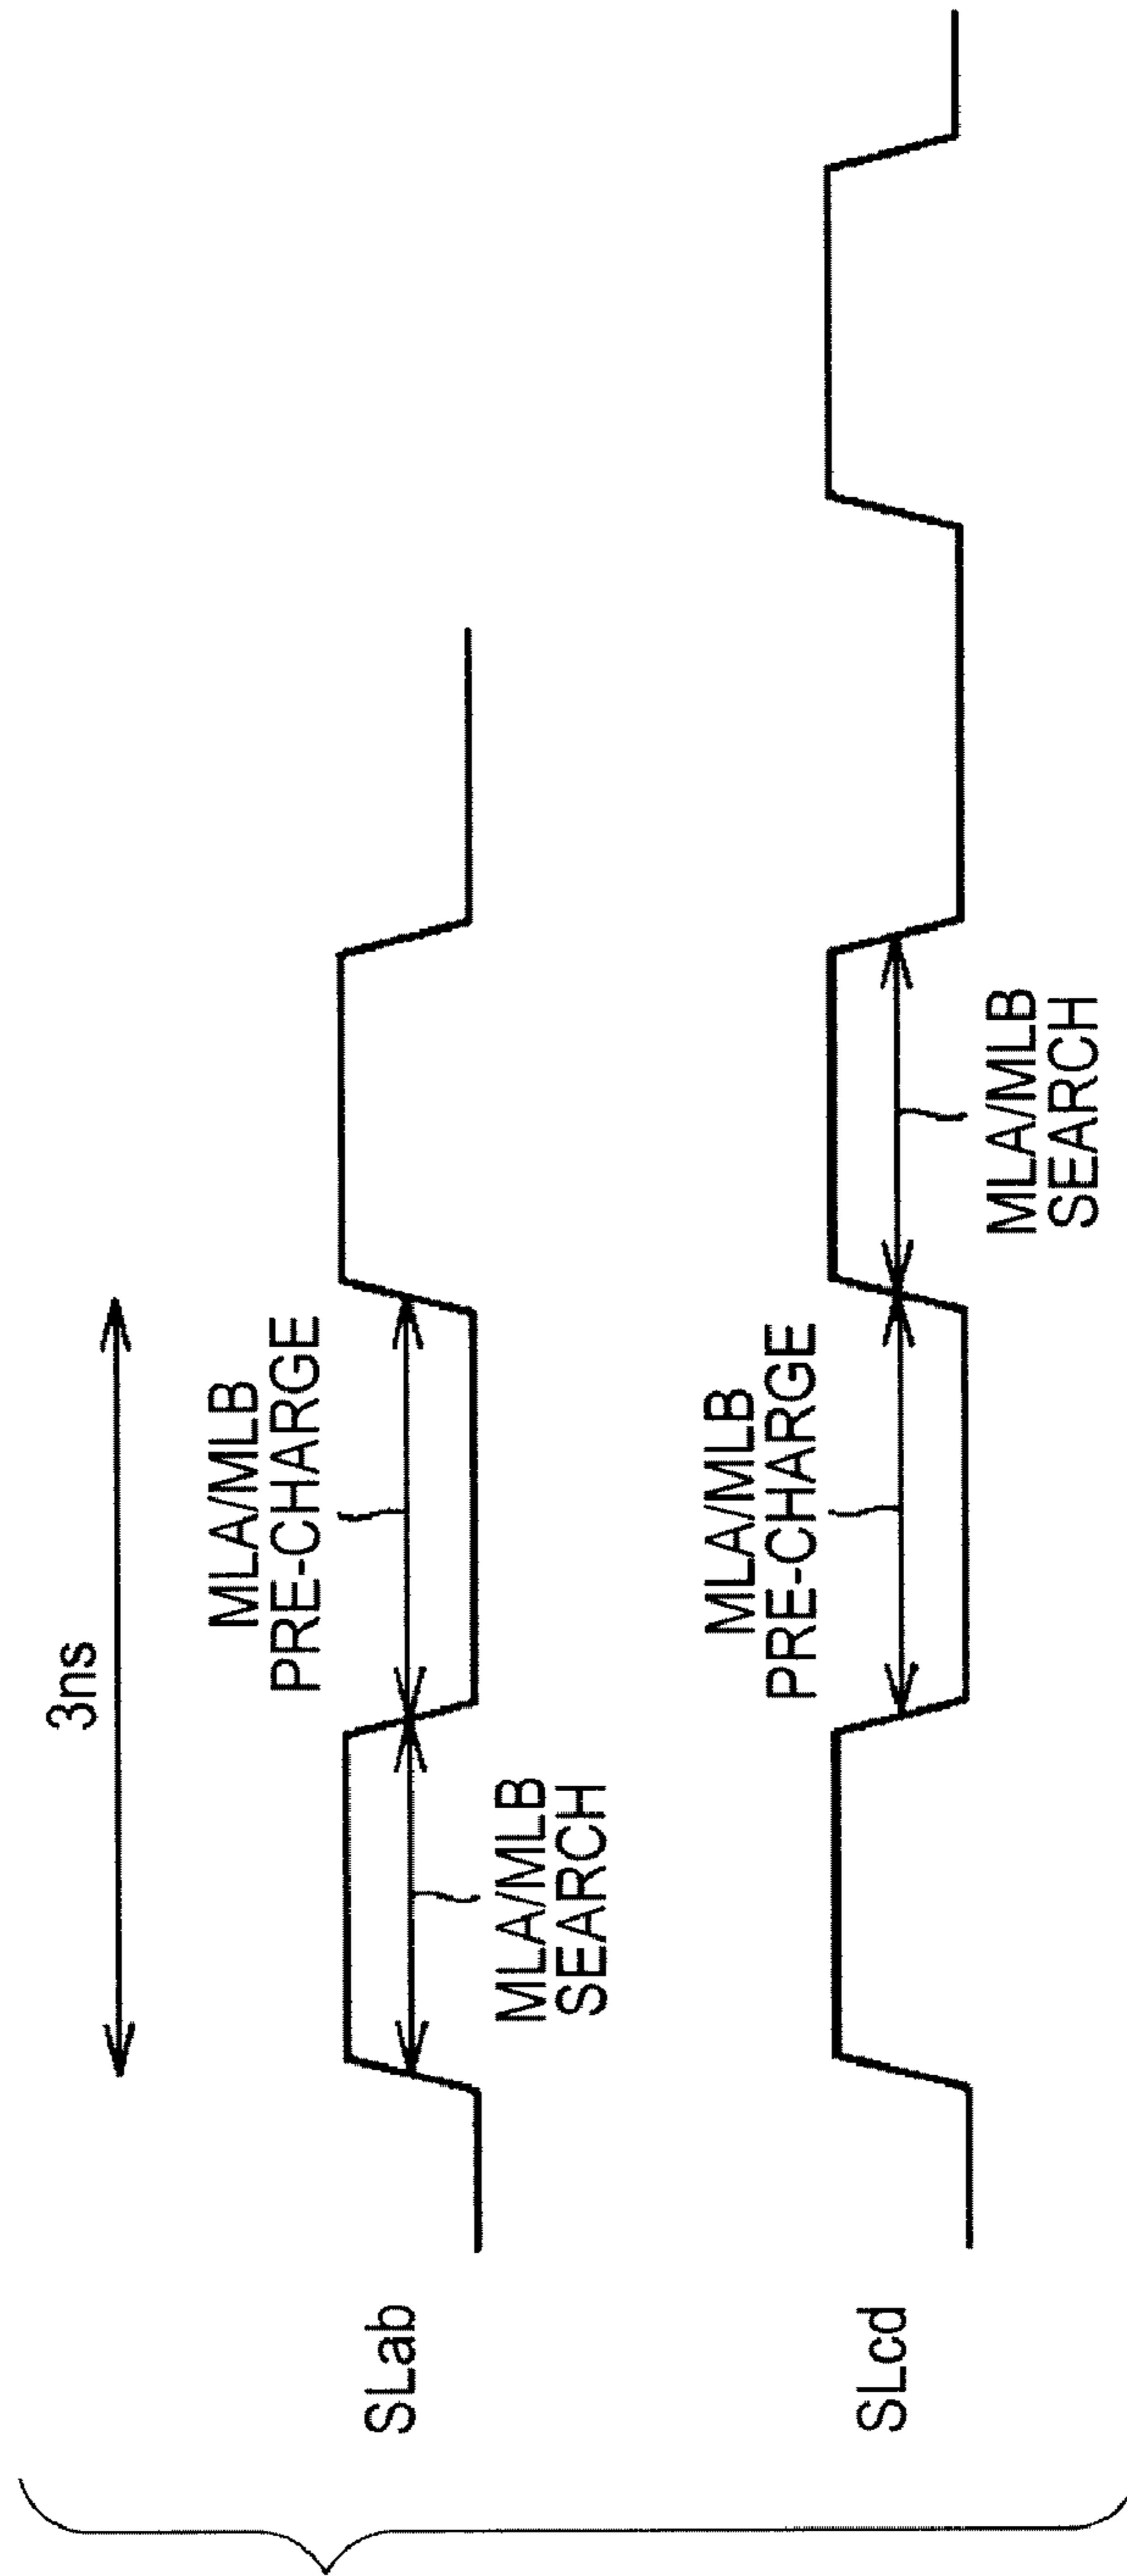 3ns
MLA/MLB
PRE-CHARGE
SLab
MLA/MLB
SEARCH
MLA/MLB
PRE-CHARGE
SLcd
MLA/MLB
SEARCH